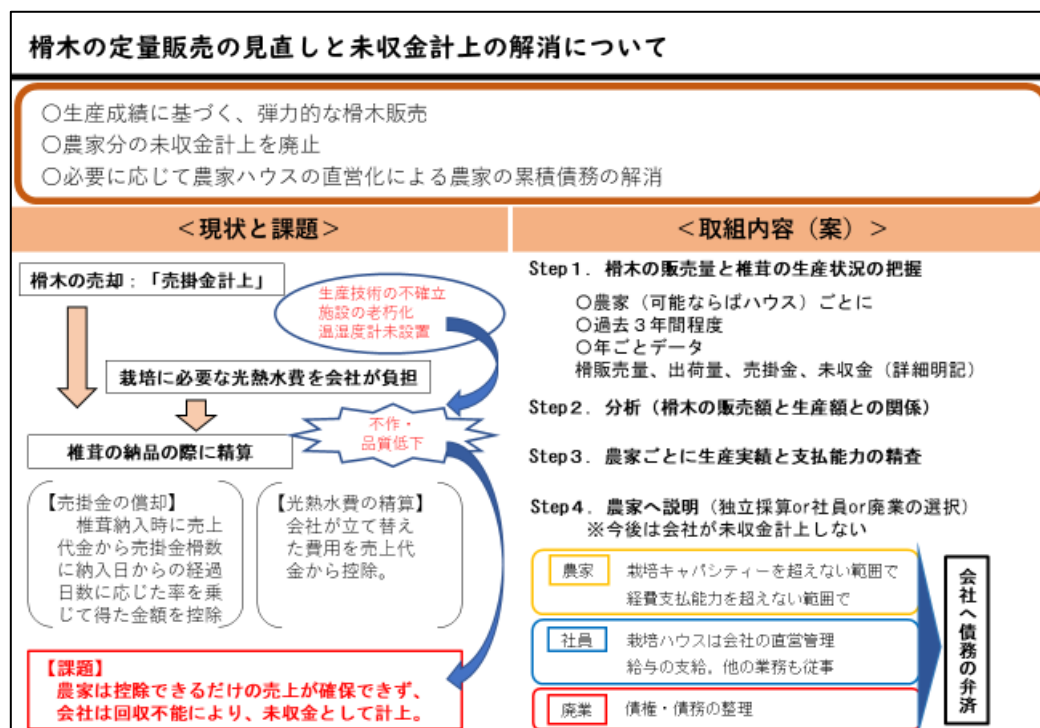 榾木の定量販売の見直しと未収金計上の解消について
○生産成績に基づく、弾力的な榾木販売
○農家分の未収金計上を廃止
○必要に応じて農家ハウスの直営化による農家の累積債務の解消
＜現状と課題＞
榾木の売却：「売掛金計上」
生産技術の不確立
施設の老朽化
温湿度計未設置
栽培に必要な光熱水費を会社が負担
不作・
品質低下
椎茸の納品の際に精算
【売掛金の償却】
椎茸納入時に売上
代金から売掛金榾数
に納入日からの経過
日数に応じた率を乗
じて得た金額を控除
【光熱水費の精算】
会社が立て替え
た費用を売上代
金から控除。
【課題】
農家は控除できるだけの売上が確保できず、
会社は回収不能により、未収金として計上。
＜取組内容（案）＞
Step１．榾木の販売量と椎茸の生産状況の把握
○農家（可能ならばハウス）ごとに
○過去３年間程度
○年ごとデータ
榾販売量、出荷量、売掛金、未収金（詳細明記）
Step２．分析（榾木の販売額と生産額との関係）
Step３．農家ごとに生産実績と支払能力の精査
Step４．農家へ説明（独立採算or社員or廃業の選択）
※今後は会社が未収金計上しない
農家
栽培キャパシティーを超えない範囲で
経費支払能力を超えない範囲で
社員
栽培ハウスは会社の直営管理
給与の支給。他の業務も従事
廃業
債権・債務の整理
会社へ債務の弁済